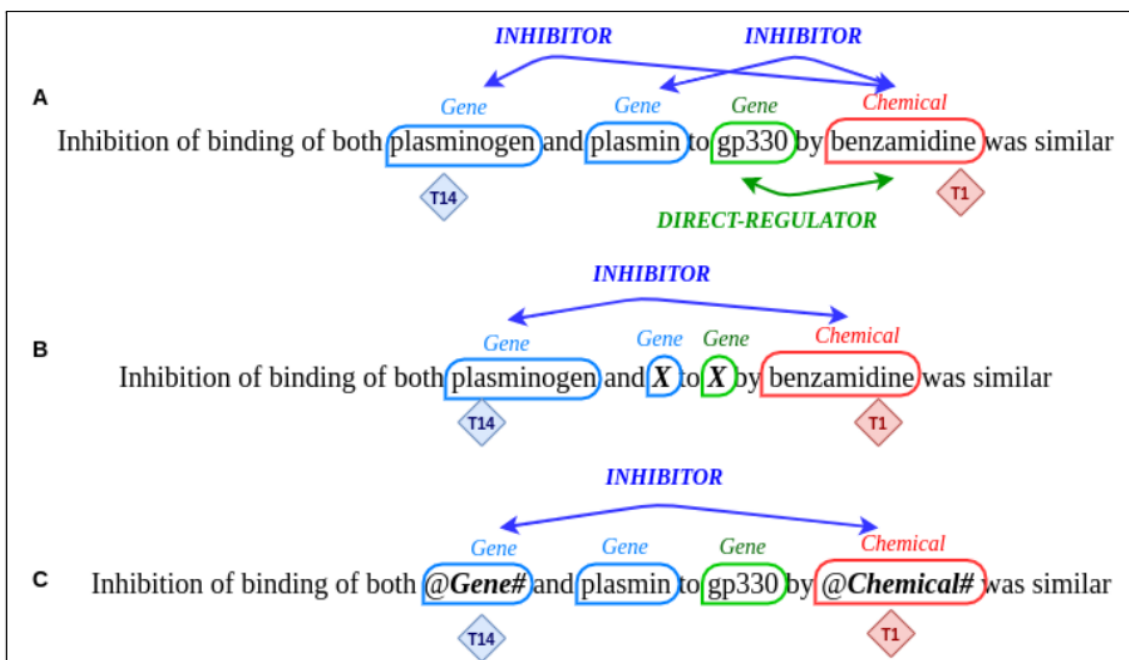 INHIBITOR INHIBITOR
A
Gene Gene Gene Chemical
Inhibition of binding of both plasminogen and plasmin to gp330 by benzamidine was similar
T14 T1
DIRECT-REGULATOR
INHIBITOR
B
Gene Gene Gene Chemical
Inhibition of binding of both plasminogen and X to X by benzamidine was similar
T14 T1
INHIBITOR
Gene Gene Gene Chemical
C Inhibition of binding of both @Gene# and plasmin to gp330 by @Chemical# was similar
T14 T1